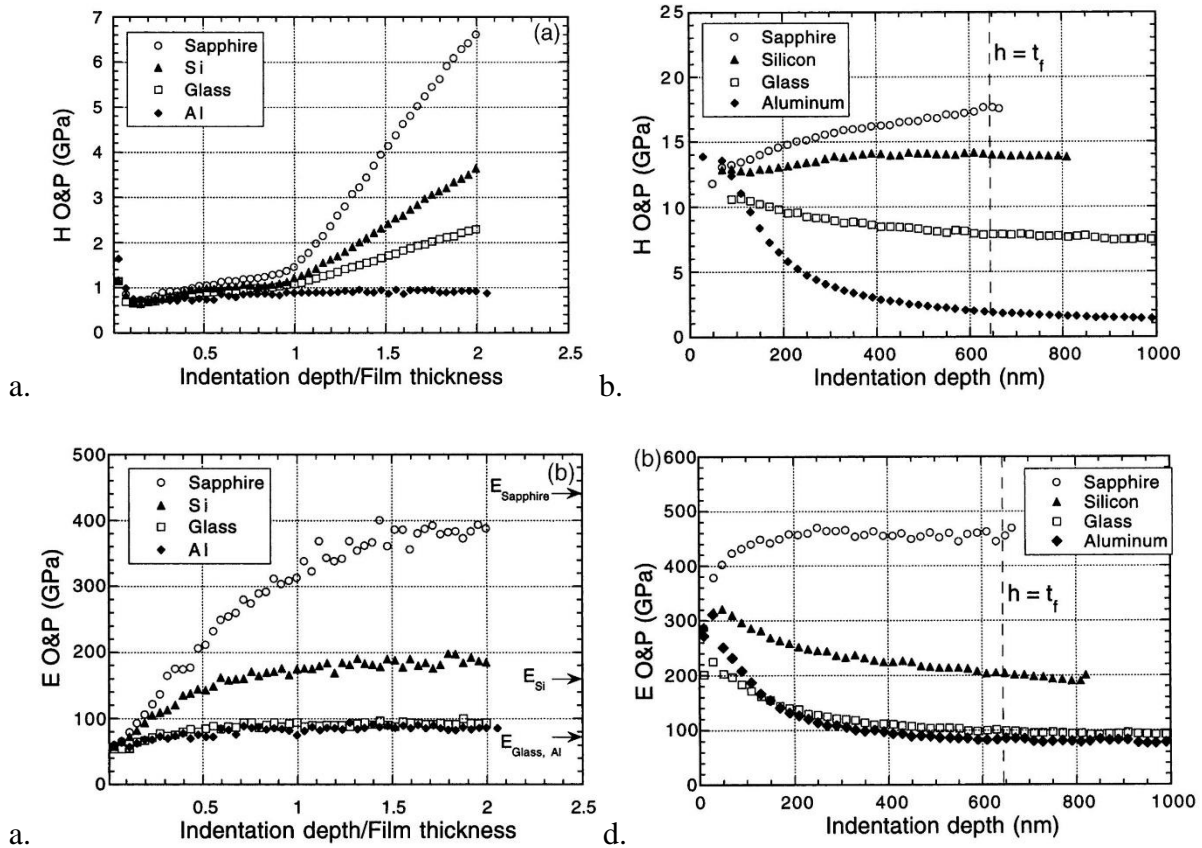 (a)
Sapphire
Si
Glass
Al
H O&P (GPa)
7
6
5
4
3
2
1
0
0.5
1
1.5
2
2.5
Indentation depth/Film thickness
a.
Sapphire
Silicon
Glass
Aluminum
h = t_f
H O&P (GPa)
25
20
15
10
5
0
0
200
400
600
800
1000
Indentation depth (nm)
b.
(b)
Sapphire
Si
Glass
Al
E Sapphire
E Si
E Glass, Al
E O&P (GPa)
500
400
300
200
100
0
0.5
1
1.5
2
2.5
Indentation depth/Film thickness
a.
(b)
Sapphire
Silicon
Glass
Aluminum
h = t_f
E O&P (GPa)
600
500
400
300
200
100
0
0
200
400
600
800
1000
Indentation depth (nm)
d.